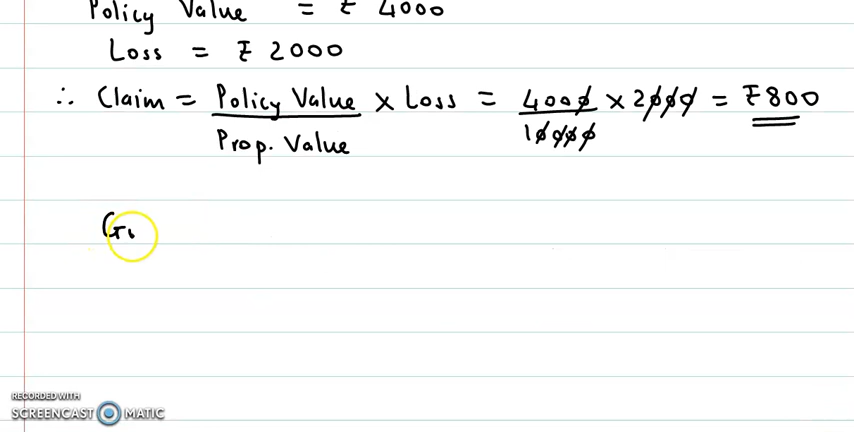 Policy Value = ₹ 4000
Loss = ₹ 2000
∴ Claim = Policy Value / Prop. Value × Loss = 4000 / 10000 × 2000 = ₹800
RECORDED WITH
SCREENCAST MATIC